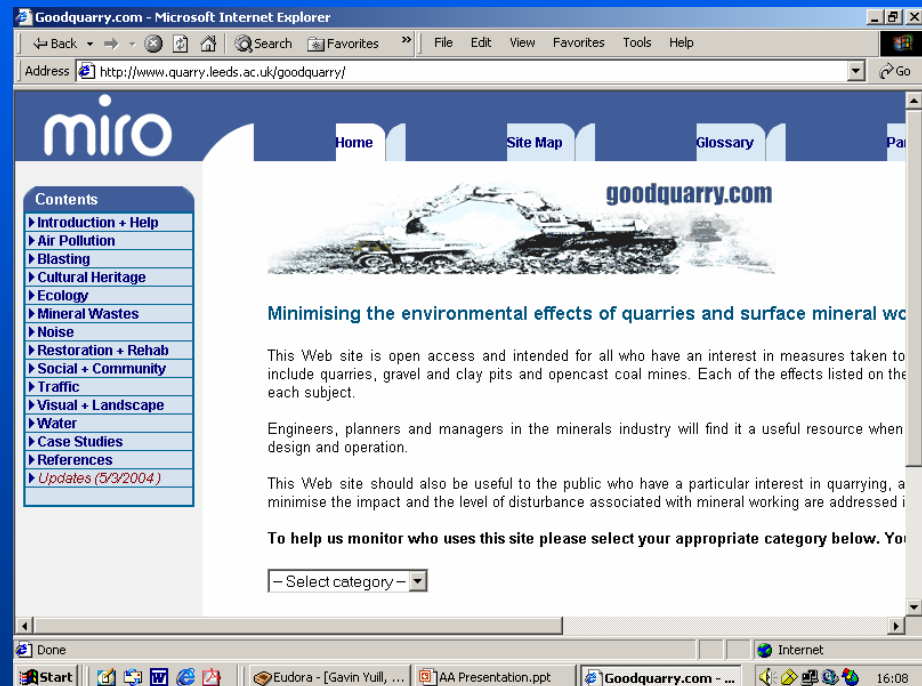 Goodquarry.com - Microsoft Internet Explorer
Back Search Favorites » File Edit View Favorites Tools Help
Address http://www.quarry.leeds.ac.uk/goodquarry/ Go
miro
Home Site Map Glossary Pa
Contents
Introduction + Help
Air Pollution
Blasting
Cultural Heritage
Ecology
Mineral Wastes
Noise
Restoration + Rehab
Social + Community
Traffic
Visual + Landscape
Water
Case Studies
References
Updates (5/3/2004)
goodquarry.com
Minimising the environmental effects of quarries and surface mineral wo
This Web site is open access and intended for all who have an interest in measures taken to
include quarries, gravel and clay pits and opencast coal mines. Each of the effects listed on the
each subject.
Engineers, planners and managers in the minerals industry will find it a useful resource when
design and operation.
This Web site should also be useful to the public who have a particular interest in quarrying, a
minimise the impact and the level of disturbance associated with mineral working are addressed i
To help us monitor who uses this site please select your appropriate category below. You
– Select category –
Done Internet
Start Eudora - [Gavin Yuill, ... AA Presentation.ppt Goodquarry.com - ... 16:08